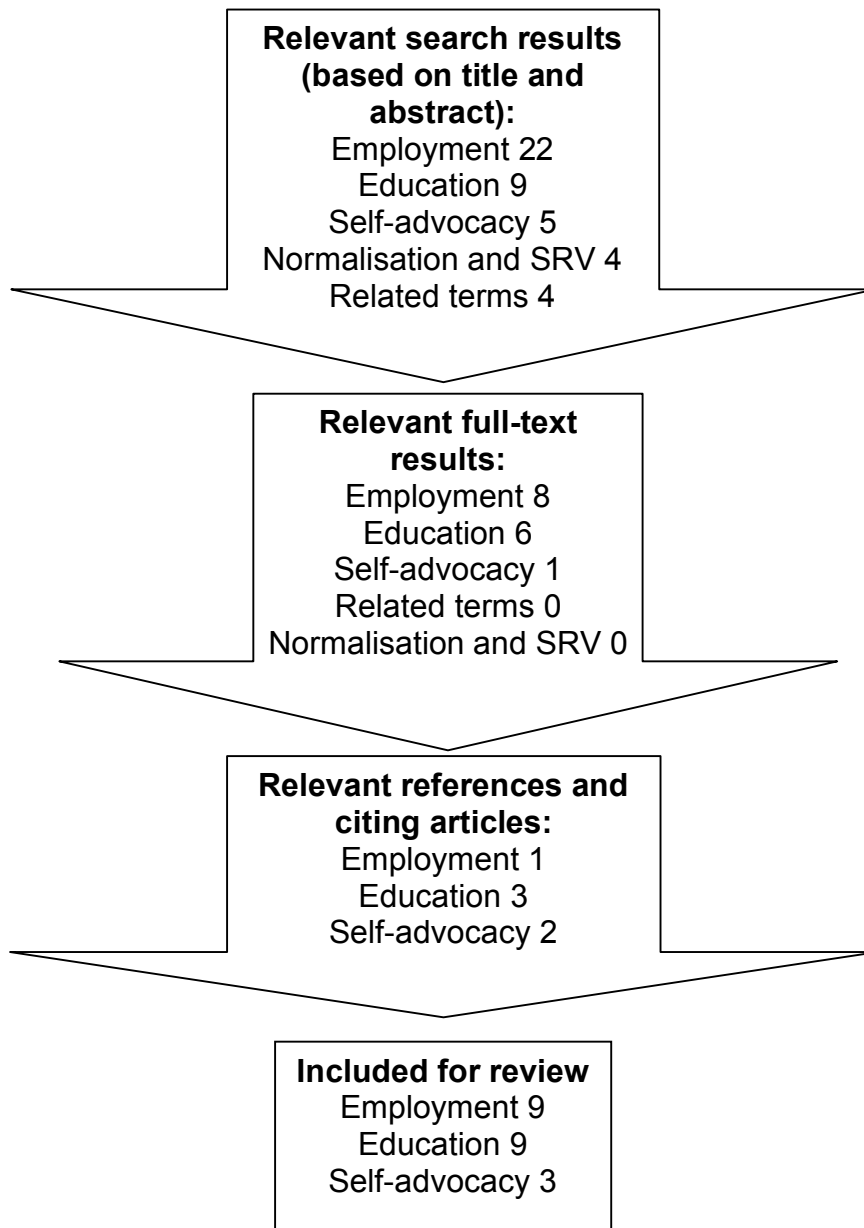 Relevant search results
(based on title and
abstract):
Employment 22
Education 9
Self-advocacy 5
Normalisation and SRV 4
Related terms 4
Relevant full-text
results:
Employment 8
Education 6
Self-advocacy 1
Related terms 0
Normalisation and SRV 0
Relevant references and
citing articles:
Employment 1
Education 3
Self-advocacy 2
Included for review
Employment 9
Education 9
Self-advocacy 3